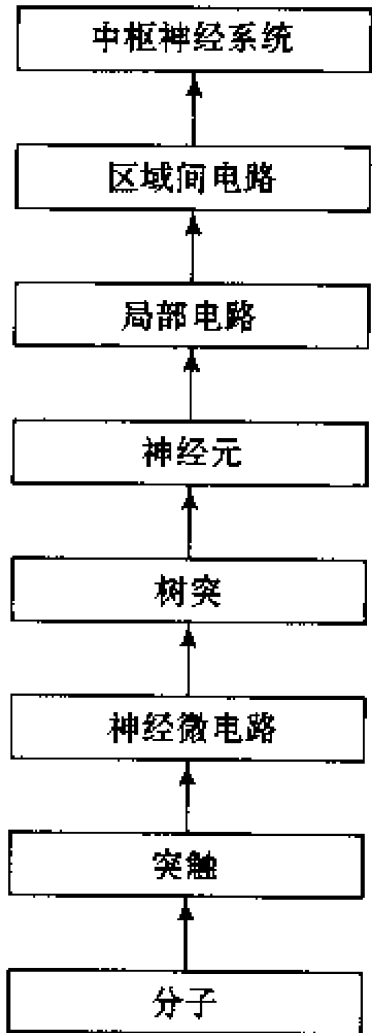 中枢神经系统
区域间电路
局部电路
神经元
树突
神经微电路
突触
分子